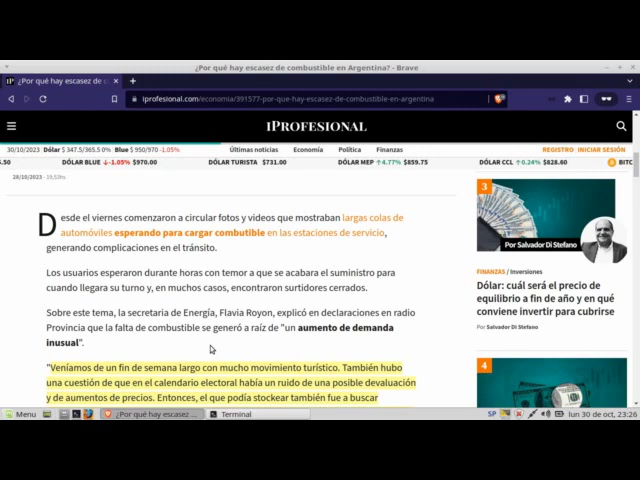 ¿Por qué hay escasez de combustible en Argentina? - Brave
¿Por qué hay escasez de c
iprofesional.com/economia/391577-por-que-hay-escasez-de-combustible-en-argentina
iPROFESIONAL
30/10/2023 Dólar $ 347.5/365.50% Blue $ 950/970 -1.05% Últimas noticias Economía Política Finanzas REGISTRO INICIAR SESIÓN
5.50 DÓLAR BLUE -1.05% $970.00 DÓLAR TURISTA $731.00 DÓLAR MEP 4.77% $859.75 DÓLAR CCL 0.24% $828.60 BITC
28/10/2023 - 19,53hs
Desde el viernes comenzaron a circular fotos y videos que mostraban largas colas de
automóviles esperando para cargar combutible en las estaciones de servicio,
generando complicaciones en el tránsito.
Los usuarios esperaron durante horas con temor a que se acabara el suministro para
cuando llegara su turno y, en muchos casos, encontraron surtidores cerrados.
Sobre este tema, la secretaria de Energía, Flavia Royon, explicó en declaraciones en radio
Provincia que la falta de combustible se generó a raíz de "un aumento de demanda
inusual".
"Veníamos de un fin de semana largo con mucho movimiento turístico. También hubo
una cuestión de que en el calendario electoral había un ruido de una posible devaluación
y de aumentos de precios. Entonces, el que podía stockear también fue a buscar
3
Por Salvador Di Stefano
FINANZAS / Inversiones
Dólar: cuál será el precio de
equilibrio a fin de año y en qué
conviene invertir para cubrirse
Por Salvador Di Stefano
4
Menu ¿Por qué hay escasez ... Terminal SP lun 30 de oct, 23:26